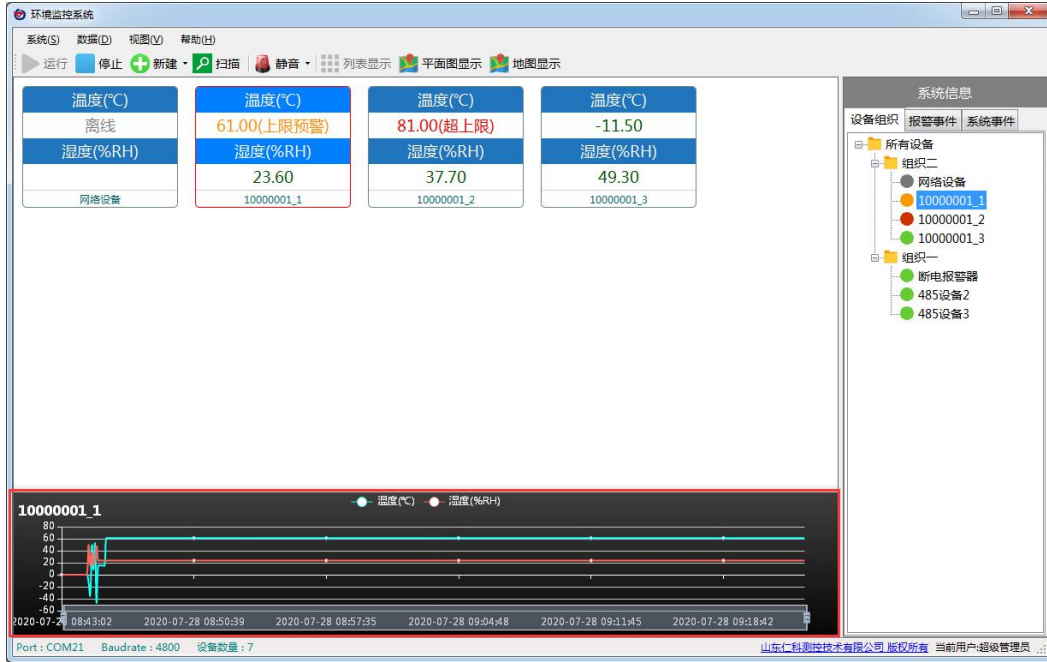 环境监控系统
系统(S) 数据(D) 视图(V) 帮助(H)
运行 停止 新建 扫描 静音 列表显示 平面图显示 地图显示
温度(℃) 温度(℃) 温度(℃) 温度(℃)
离线 61.00(上限预警) 81.00(超上限) -11.50
湿度(%RH) 湿度(%RH) 湿度(%RH) 湿度(%RH)
23.60 37.70 49.30
网络设备 10000001_1 10000001_2 10000001_3
系统信息
设备组织 报警事件 系统事件
所有设备
组织二
网络设备
10000001_1
10000001_2
10000001_3
组织一
断电报警器
485设备2
485设备3
10000001_1
温度(℃) 湿度(%RH)
80
60
40
20
0
-20
-40
-60
2020-07-2 08:43:02 2020-07-28 08:50:39 2020-07-28 08:57:35 2020-07-28 09:04:48 2020-07-28 09:11:45 2020-07-28 09:18:42
Port : COM21 Baudrate : 4800 设备数量 : 7 山东仁科测控技术有限公司 版权所有 当前用户:超级管理员